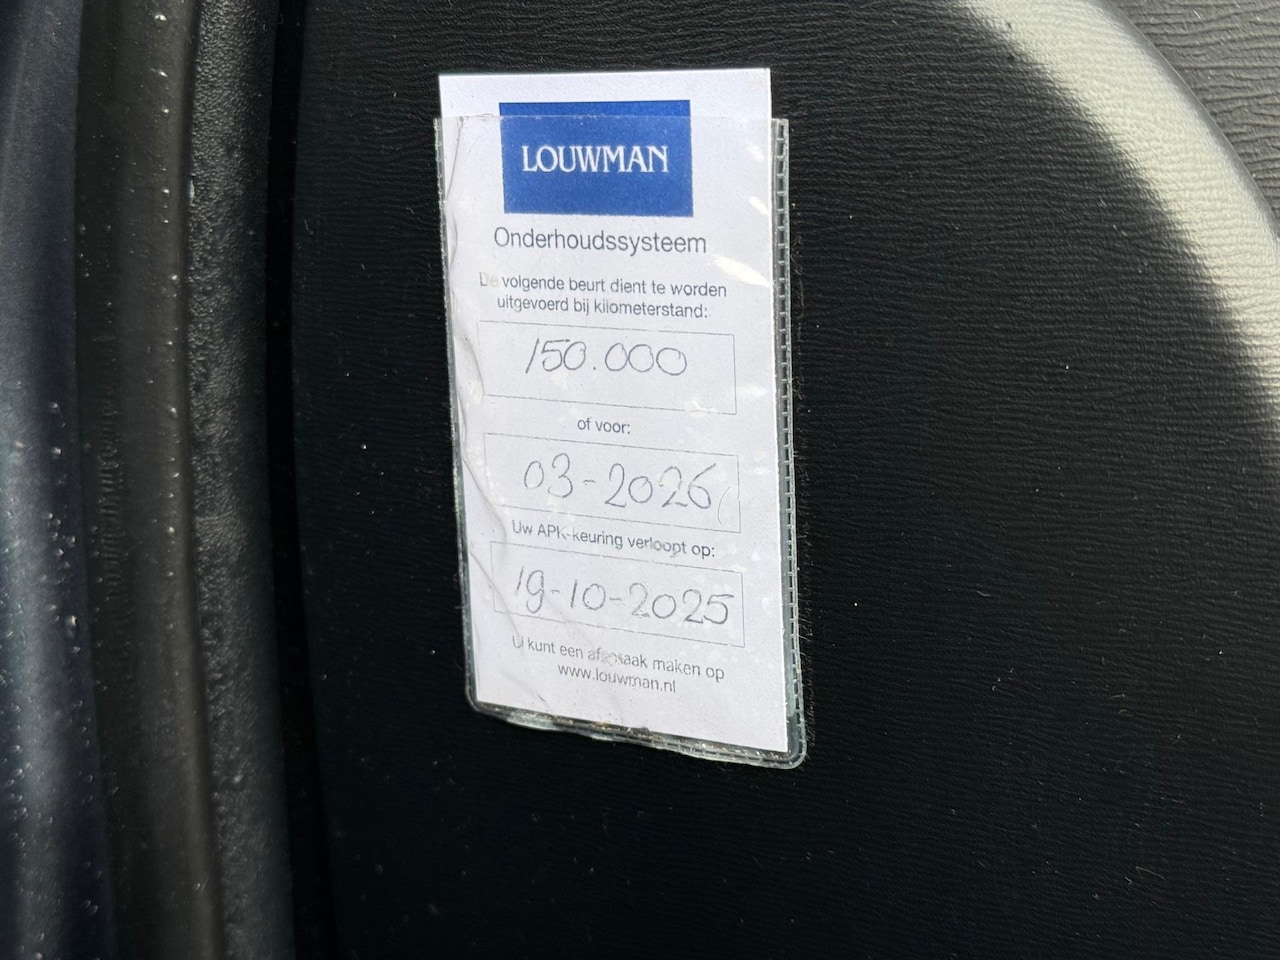 LOUWMAN
Onderhoudssysteem
De volgende beurt dient te worden
uitgevoerd bij kilometerstand:
150.000
of voor:
03-2026
Uw APK-keuring verloopt op:
19-10-2025
U kunt een afspraak maken op
www.louwman.nl